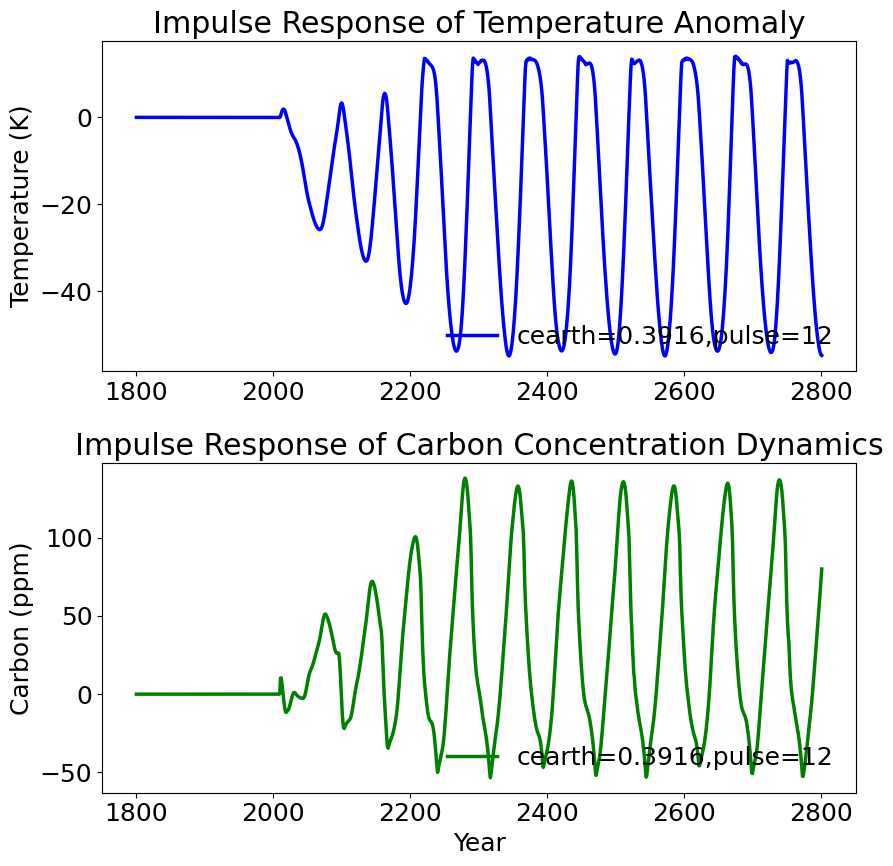 Impulse Response of Temperature Anomaly
Temperature (K)
0
−20
−40
cearth=0.3916,pulse=12
1800 2000 2200 2400 2600 2800
Impulse Response of Carbon Concentration Dynamics
Carbon (ppm)
100
50
0
−50
cearth=0.3916,pulse=12
1800 2000 2200 2400 2600 2800
Year